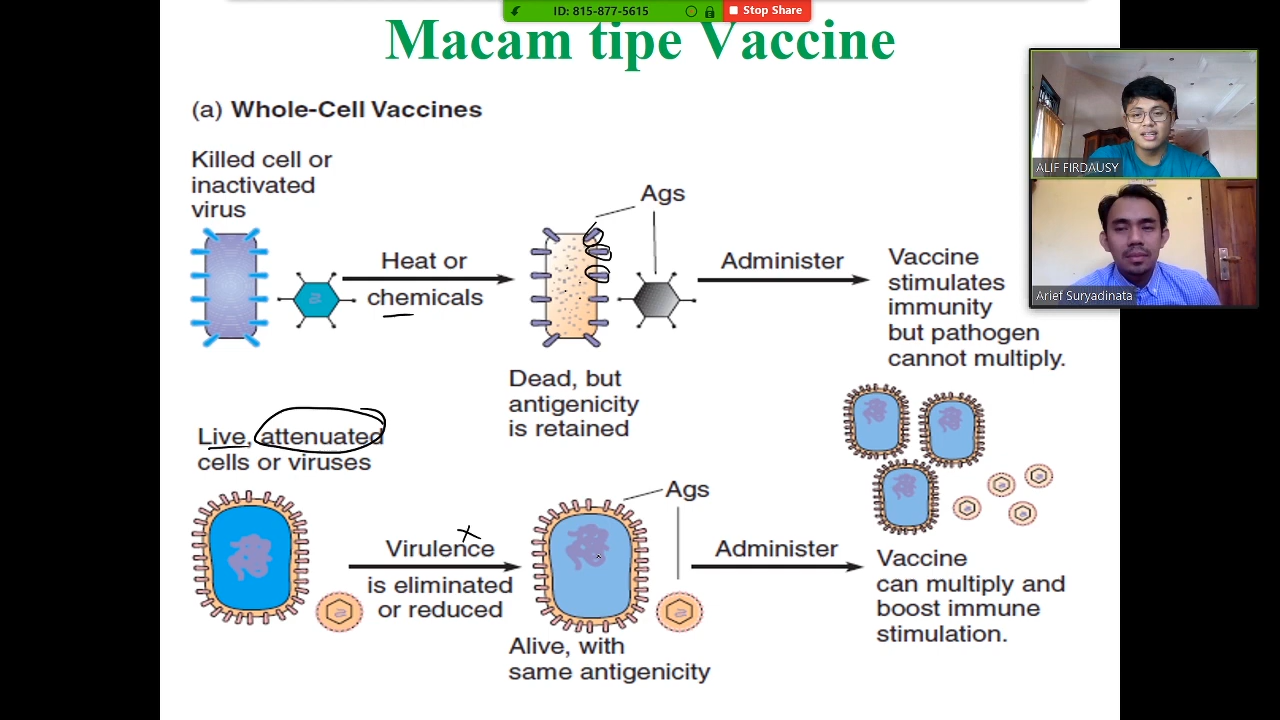 ID: 815-877-5615
Stop Share
Macam tipe Vaccine
(a) Whole-Cell Vaccines
Killed cell or
inactivated
virus
Heat or
chemicals
Ags
Dead, but
antigenicity
is retained
Administer
Vaccine
stimulates
immunity
but pathogen
cannot multiply.
ALIF FIRDAUSY
Arief Suryadinata
Live, attenuated
cells or viruses
Virulence
is eliminated
or reduced
Ags
Alive, with
same antigenicity
Administer
Vaccine
can multiply and
boost immune
stimulation.